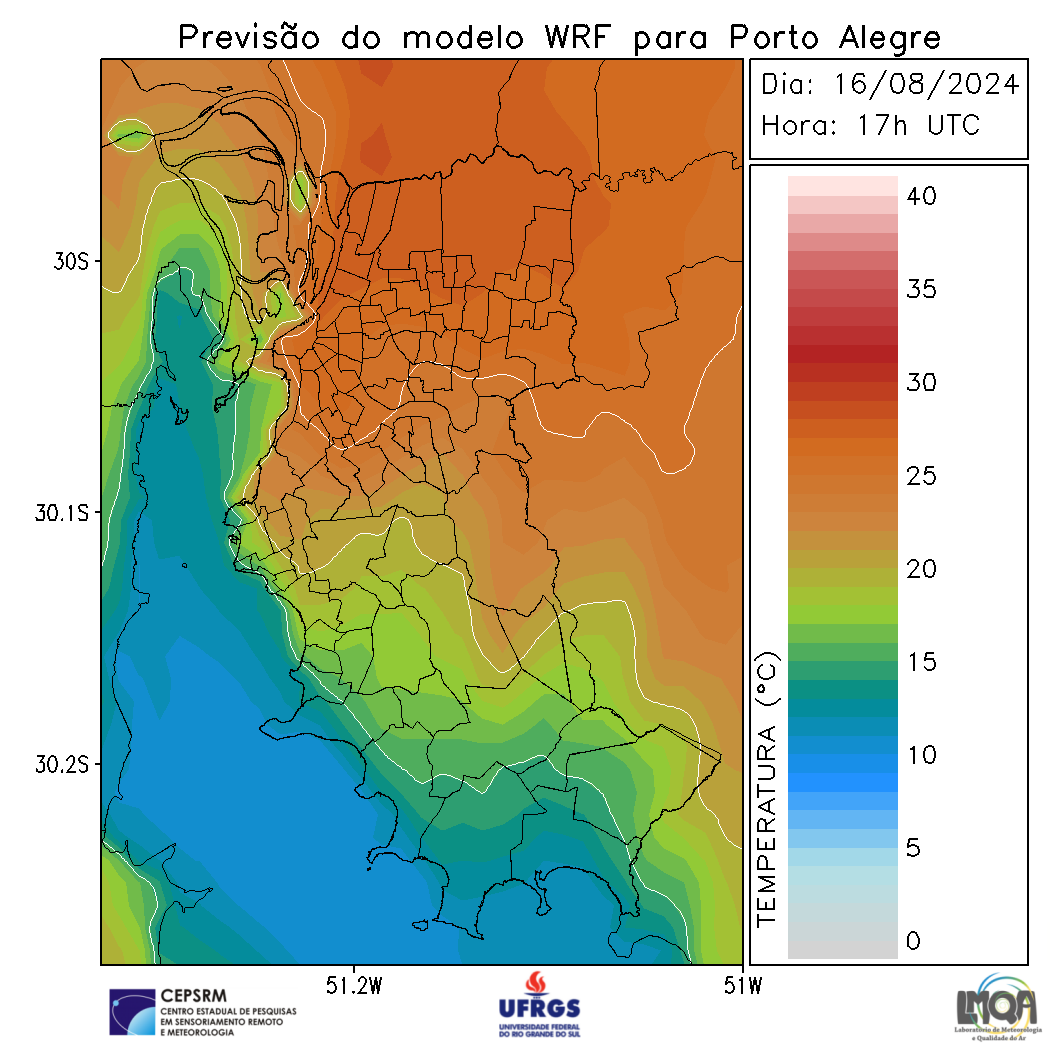 Previsão do modelo WRF para Porto Alegre
Dia: 16/08/2024
Hora: 17h UTC
40
35
30
25
20
15
10
5
0
TEMPERATURA (°C)
30S
30.1S
30.2S
51.2W
51W
CEPSRM
CENTRO ESTADUAL DE PESQUISAS
EM SENSORIAMENTO REMOTO
E METEOROLOGIA
UFRGS
UNIVERSIDADE FEDERAL
DO RIO GRANDE DO SUL
LMQA
Laboratório de Meteorologia
e Qualidade do Ar